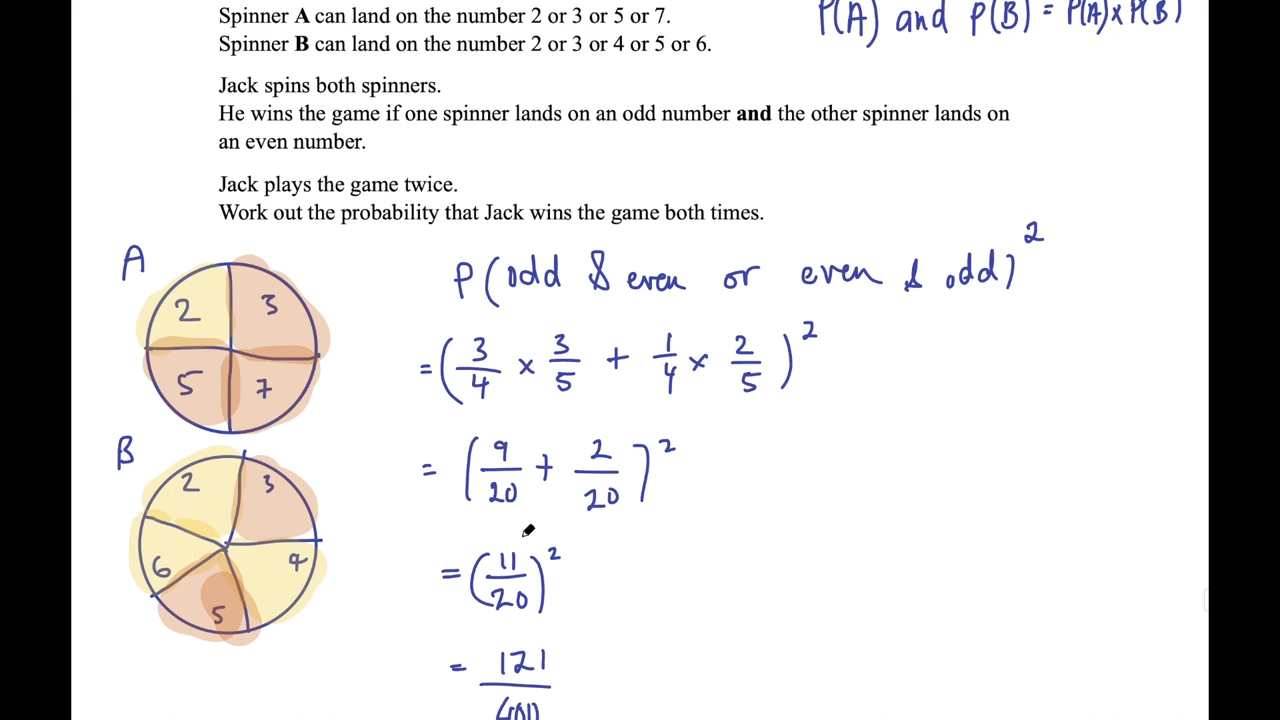 Spinner A can land on the number 2 or 3 or 5 or 7.
P(A) and P(B) = P(A) x P(B)
Spinner B can land on the number 2 or 3 or 4 or 5 or 6.
Jack spins both spinners.
He wins the game if one spinner lands on an odd number and the other spinner lands on
an even number.
Jack plays the game twice.
Work out the probability that Jack wins the game both times.
A
2 3
5 7
B
2 3
6 4
5
P(odd & even or even & odd)²
= (3/4 × 3/5 + 1/4 × 2/5)²
= (9/20 + 2/20)²
= (11/20)²
= 121/400